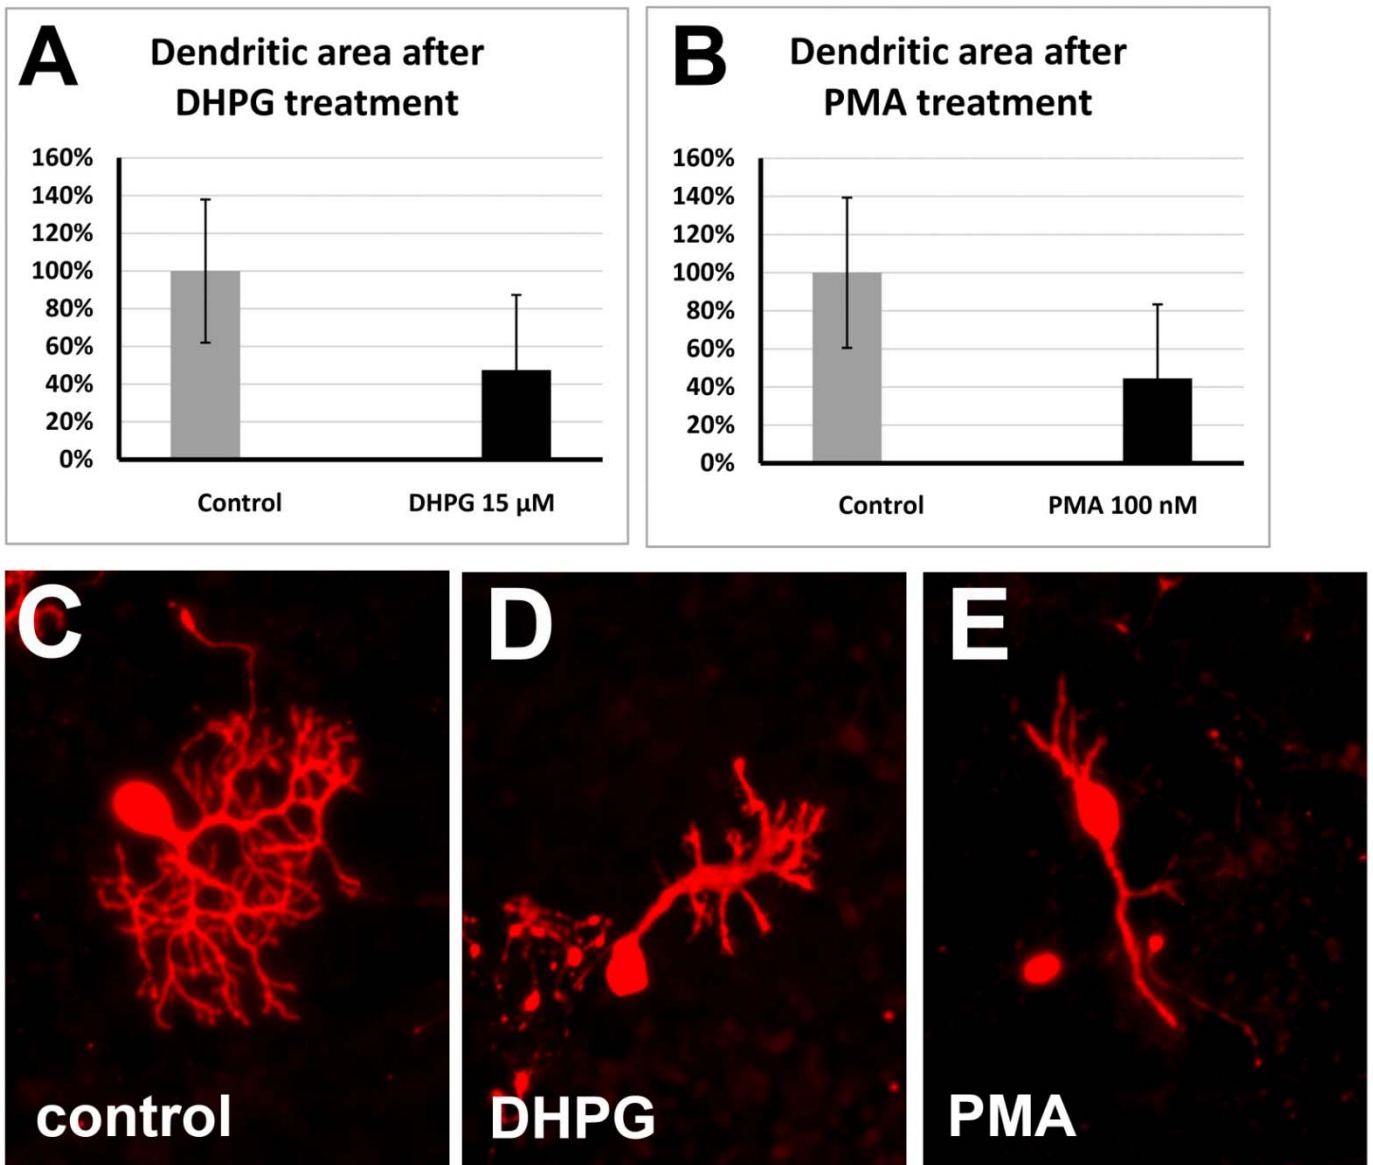 A
Dendritic area after
DHPG treatment
160%
140%
120%
100%
80%
60%
40%
20%
0%
Control DHPG 15 µM
B
Dendritic area after
PMA treatment
160%
140%
120%
100%
80%
60%
40%
20%
0%
Control PMA 100 nM
C
control
D
DHPG
E
PMA